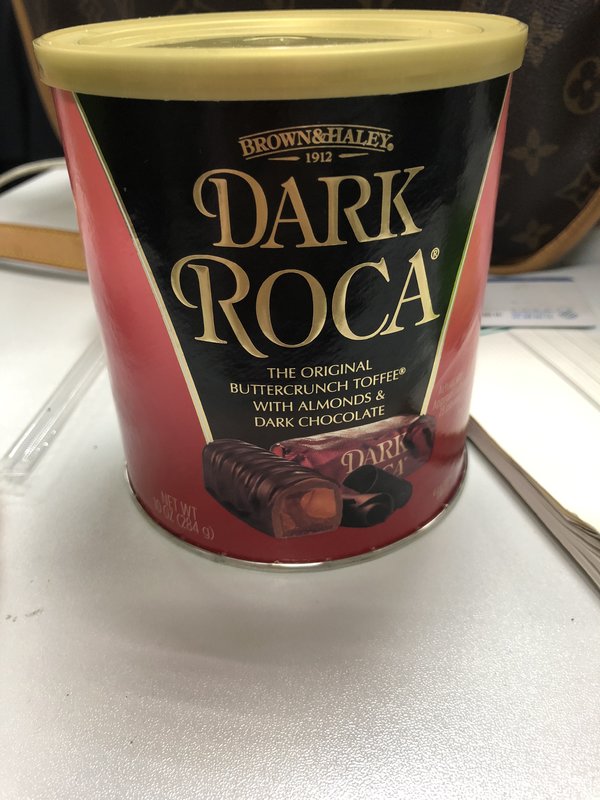 BROWN&HALEY®
1912
DARK
ROCA®
THE ORIGINAL
BUTTERCRUNCH TOFFEE®
WITH ALMONDS &
DARK CHOCOLATE
DARK
NET WT
10 OZ (284 g)